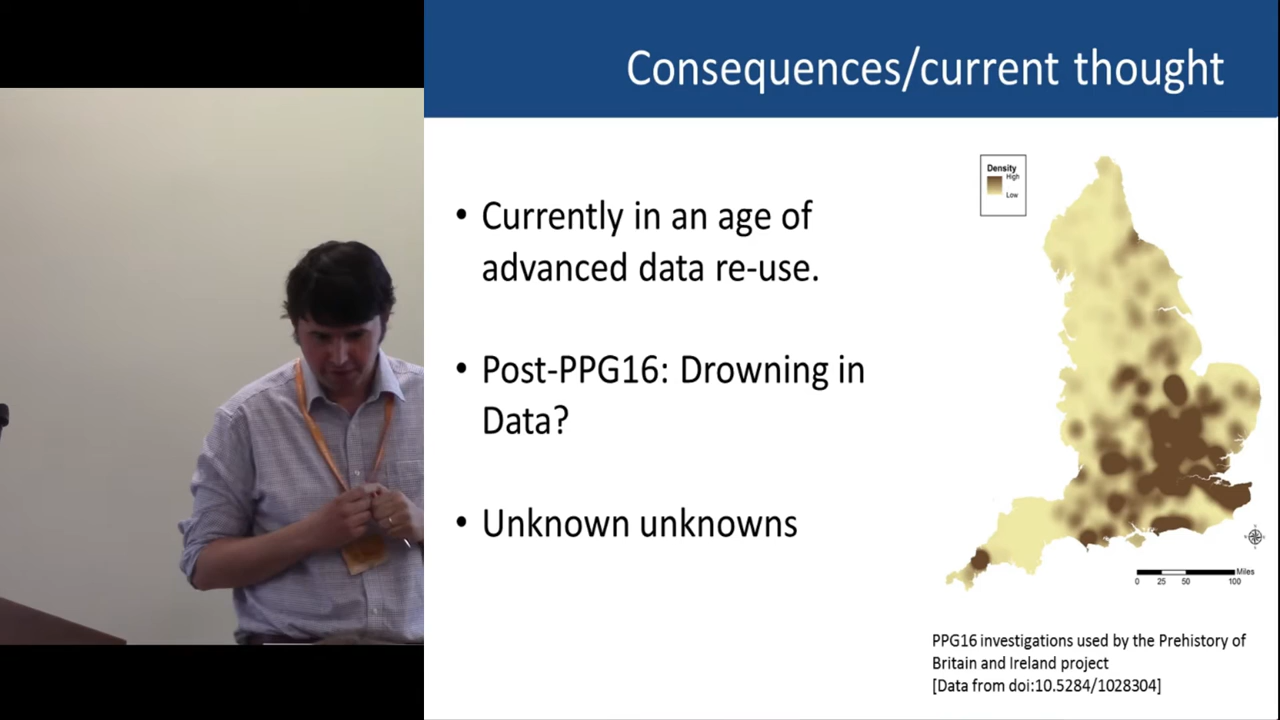 Consequences/current thought
• Currently in an age of
advanced data re-use.
• Post-PPG16: Drowning in
Data?
• Unknown unknowns
Density
High
Low
Miles
0 25 50 100
PPG16 investigations used by the Prehistory of
Britain and Ireland project
[Data from doi:10.5284/1028304]